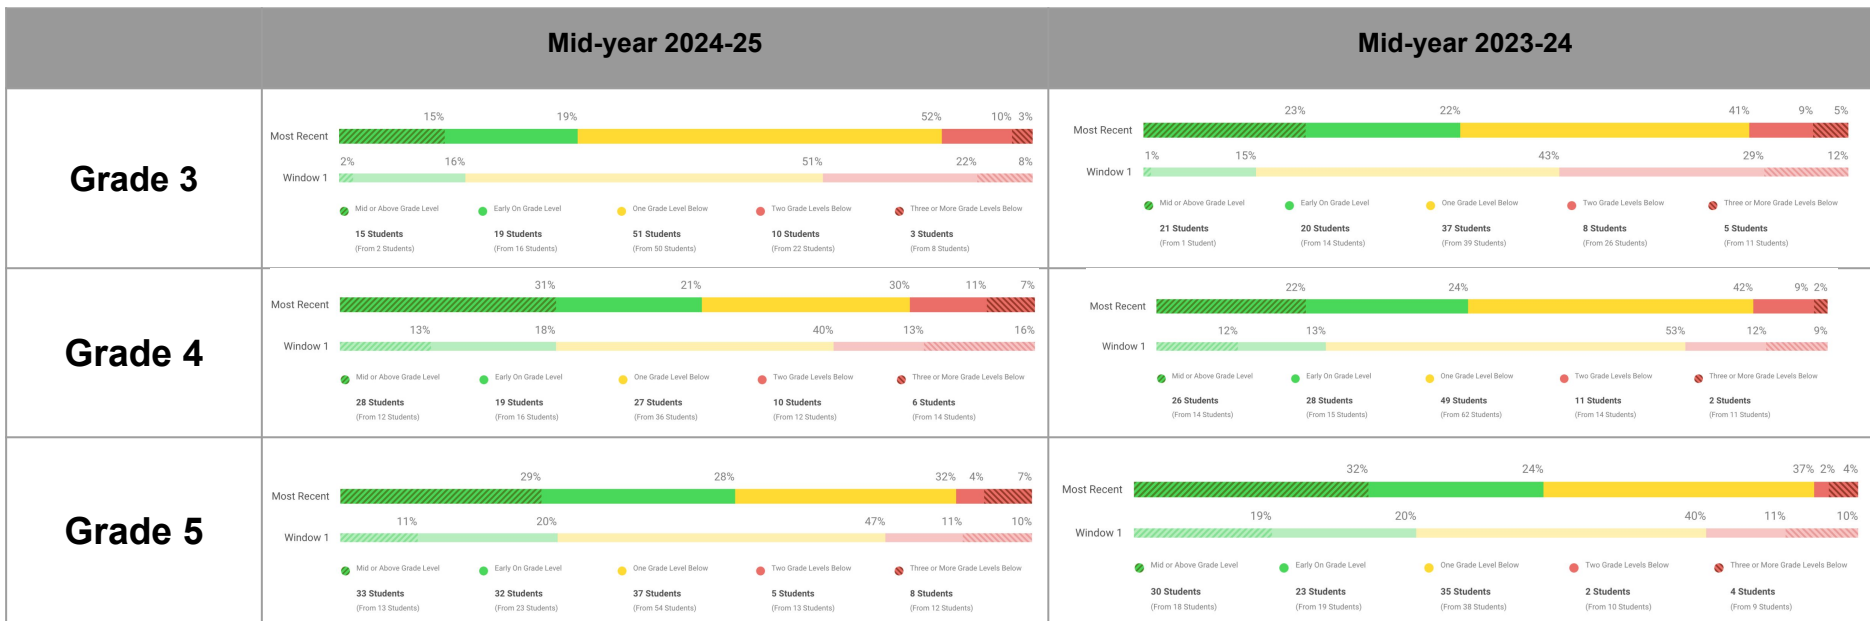 Mid-year 2024-25 Mid-year 2023-24
Grade 3
15% 19% 52% 10% 3%
Most Recent
2% 16% 51% 22% 8%
Window 1
Mid or Above Grade Level Early On Grade Level One Grade Level Below Two Grade Levels Below Three or More Grade Levels Below
15 Students 19 Students 51 Students 10 Students 3 Students
(From 2 Students) (From 16 Students) (From 50 Students) (From 22 Students) (From 8 Students)
23% 22% 41% 9% 5%
Most Recent
1% 15% 43% 29% 12%
Window 1
Mid or Above Grade Level Early On Grade Level One Grade Level Below Two Grade Levels Below Three or More Grade Levels Below
21 Students 20 Students 37 Students 8 Students 5 Students
(From 1 Student) (From 14 Students) (From 39 Students) (From 26 Students) (From 11 Students)
Grade 4
31% 21% 30% 11% 7%
Most Recent
13% 18% 40% 13% 16%
Window 1
Mid or Above Grade Level Early On Grade Level One Grade Level Below Two Grade Levels Below Three or More Grade Levels Below
28 Students 19 Students 27 Students 10 Students 6 Students
(From 12 Students) (From 16 Students) (From 36 Students) (From 12 Students) (From 14 Students)
22% 24% 42% 9% 2%
Most Recent
12% 13% 53% 12% 9%
Window 1
Mid or Above Grade Level Early On Grade Level One Grade Level Below Two Grade Levels Below Three or More Grade Levels Below
26 Students 28 Students 49 Students 11 Students 2 Students
(From 14 Students) (From 15 Students) (From 62 Students) (From 14 Students) (From 11 Students)
Grade 5
29% 28% 32% 4% 7%
Most Recent
11% 20% 47% 11% 10%
Window 1
Mid or Above Grade Level Early On Grade Level One Grade Level Below Two Grade Levels Below Three or More Grade Levels Below
33 Students 32 Students 37 Students 5 Students 8 Students
(From 13 Students) (From 23 Students) (From 54 Students) (From 13 Students) (From 12 Students)
32% 24% 37% 2% 4%
Most Recent
19% 20% 40% 11% 10%
Window 1
Mid or Above Grade Level Early On Grade Level One Grade Level Below Two Grade Levels Below Three or More Grade Levels Below
30 Students 23 Students 35 Students 2 Students 4 Students
(From 18 Students) (From 19 Students) (From 38 Students) (From 10 Students) (From 9 Students)